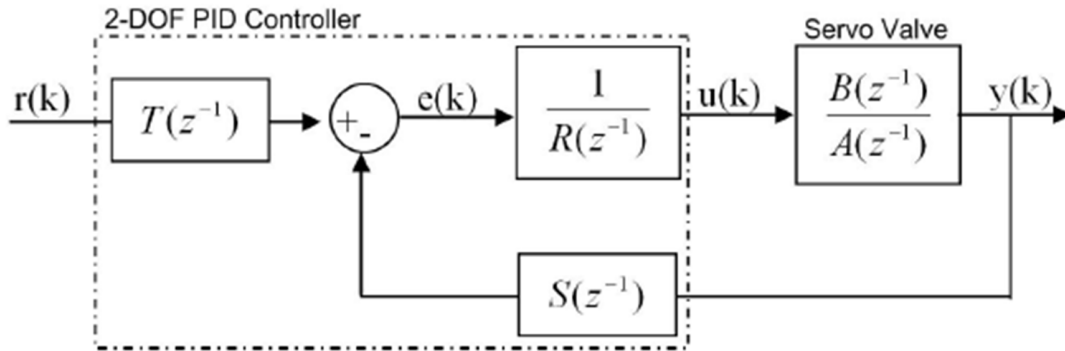 2-DOF PID Controller
Servo Valve
r(k)
T(z⁻¹)
+
-
e(k)
1
R(z⁻¹)
u(k)
B(z⁻¹)
A(z⁻¹)
y(k)
S(z⁻¹)